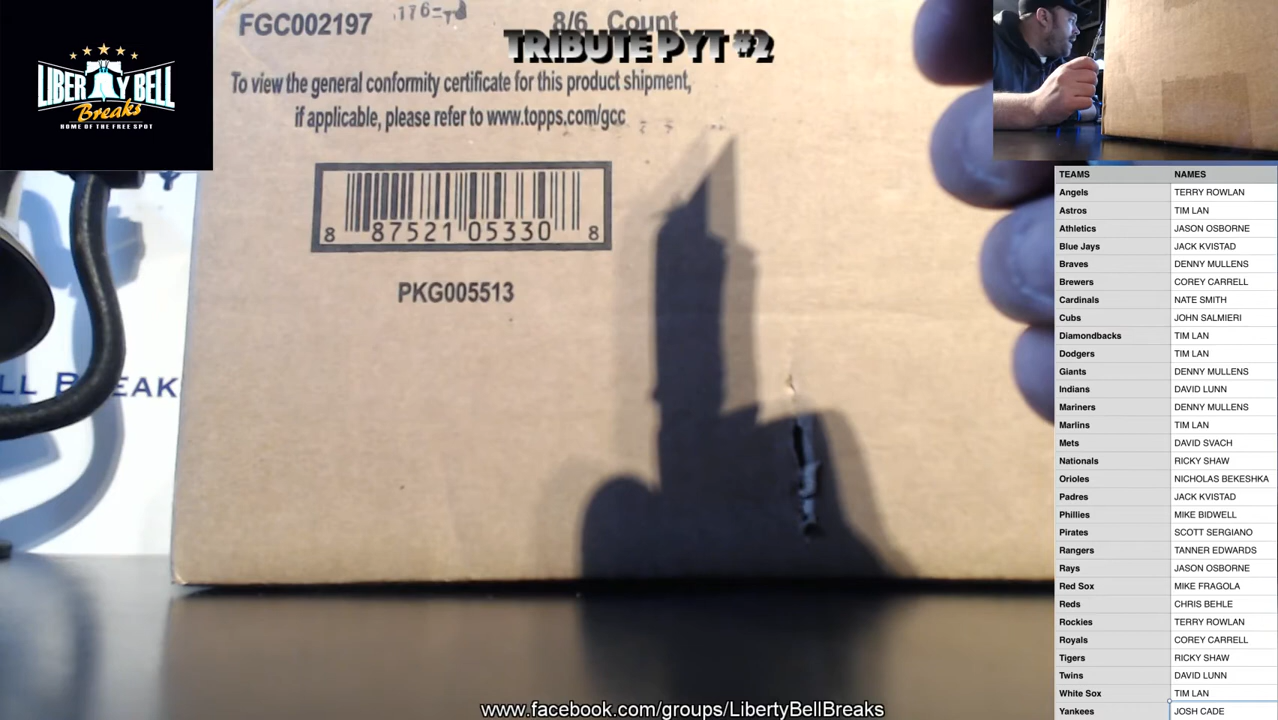 FGC002197
8/6 Count
TRIBUTE PYT #2
To view the general conformity certificate for this product shipment,
if applicable, please refer to www.topps.com/gcc
8 87521 05330 8
PKG005513
LIBERTY BELL
Breaks
HOME OF THE FREE SPOT
LL BREAK
TEAMS NAMES
Angels TERRY ROWLAN
Astros TIM LAN
Athletics JASON OSBORNE
Blue Jays JACK KVISTAD
Braves DENNY MULLENS
Brewers COREY CARRELL
Cardinals NATE SMITH
Cubs JOHN SALMIERI
Diamondbacks TIM LAN
Dodgers TIM LAN
Giants DENNY MULLENS
Indians DAVID LUNN
Mariners DENNY MULLENS
Marlins TIM LAN
Mets DAVID SVACH
Nationals RICKY SHAW
Orioles NICHOLAS BEKESHKA
Padres JACK KVISTAD
Phillies MIKE BIDWELL
Pirates SCOTT SERGIANO
Rangers TANNER EDWARDS
Rays JASON OSBORNE
Red Sox MIKE FRAGOLA
Reds CHRIS BEHLE
Rockies TERRY ROWLAN
Royals COREY CARRELL
Tigers RICKY SHAW
Twins DAVID LUNN
White Sox TIM LAN
Yankees JOSH CADE
www.facebook.com/groups/LibertyBellBreaks